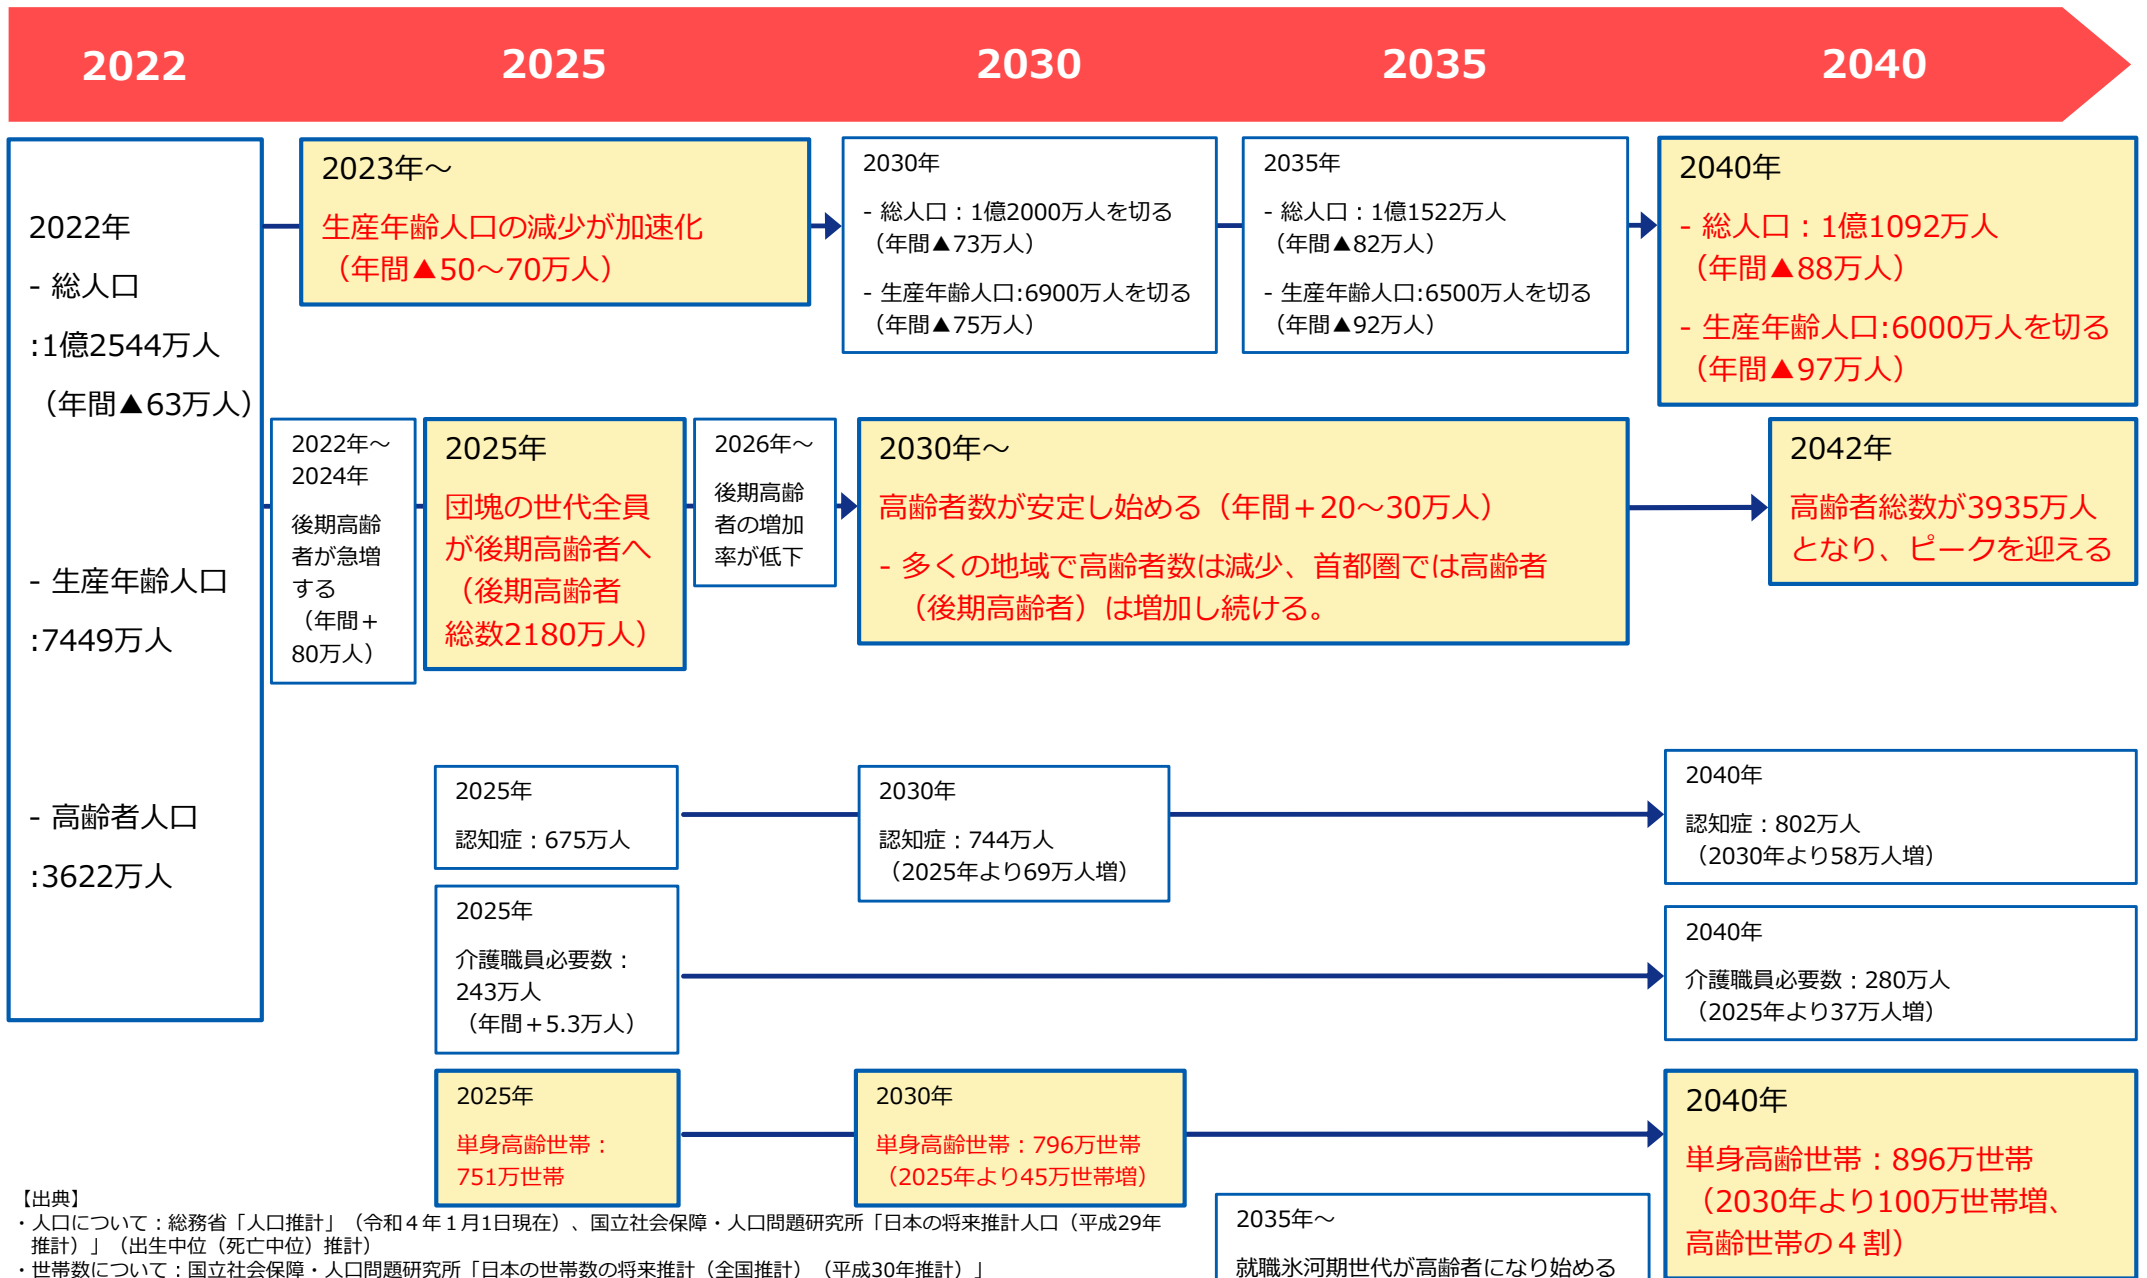 2022
2025
2030
2035
2040
2022年
- 総人口
:1億2544万人
（年間▲63万人）
- 生産年齢人口
:7449万人
- 高齢者人口
:3622万人
2023年～
生産年齢人口の減少が加速化
（年間▲50～70万人）
2030年
- 総人口：1億2000万人を切る
（年間▲73万人）
- 生産年齢人口:6900万人を切る
（年間▲75万人）
2035年
- 総人口：1億1522万人
（年間▲82万人）
- 生産年齢人口:6500万人を切る
（年間▲92万人）
2040年
- 総人口：1億1092万人
（年間▲88万人）
- 生産年齢人口:6000万人を切る
（年間▲97万人）
2022年～
2024年
後期高齢
者が急増
する
（年間＋
80万人）
2025年
団塊の世代全員
が後期高齢者へ
（後期高齢者
総数2180万人）
2026年～
後期高齢
者の増加
率が低下
2030年～
高齢者数が安定し始める（年間＋20～30万人）
- 多くの地域で高齢者数は減少、首都圏では高齢者
（後期高齢者）は増加し続ける。
2042年
高齢者総数が3935万人
となり、ピークを迎える
2025年
認知症：675万人
2030年
認知症：744万人
（2025年より69万人増）
2040年
認知症：802万人
（2030年より58万人増）
2025年
介護職員必要数：
243万人
（年間＋5.3万人）
2040年
介護職員必要数：280万人
（2025年より37万人増）
2025年
単身高齢世帯：
751万世帯
2030年
単身高齢世帯：796万世帯
（2025年より45万世帯増）
2040年
単身高齢世帯：896万世帯
（2030年より100万世帯増、
高齢世帯の４割）
2035年～
就職氷河期世代が高齢者になり始める
【出典】
・人口について：総務省「人口推計」（令和４年１月1日現在）、国立社会保障・人口問題研究所「日本の将来推計人口（平成29年
推計）」（出生中位（死亡中位）推計）
・世帯数について：国立社会保障・人口問題研究所「日本の世帯数の将来推計（全国推計）（平成30年推計）」